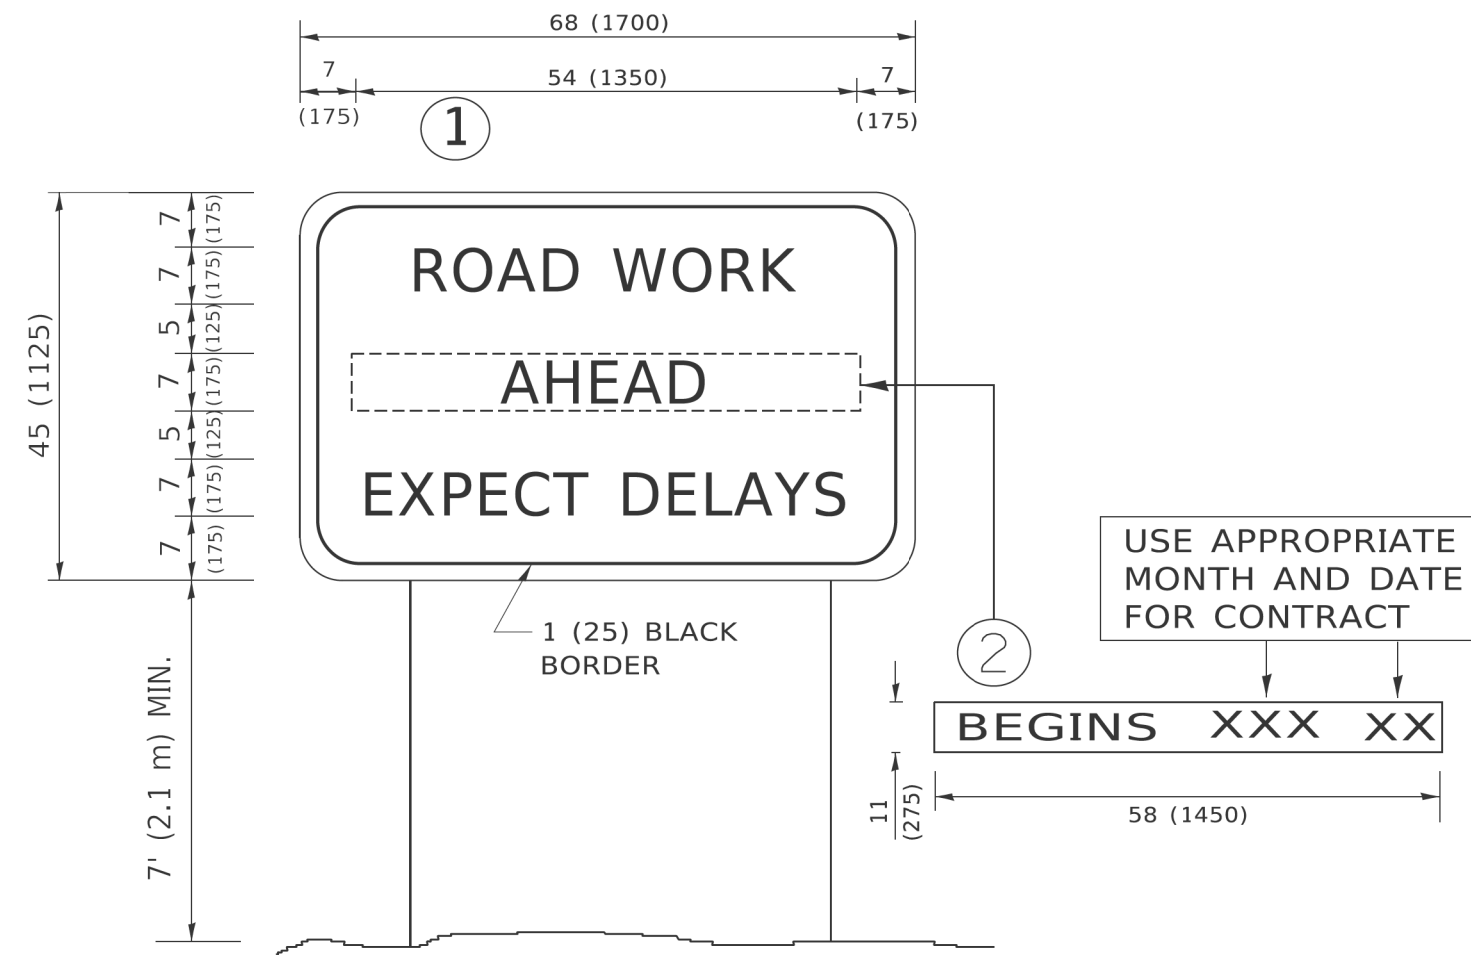 68 (1700)
7 54 (1350) 7
(175) (175)
1
7 (175)
7 (175)
5 (125)
7 (175)
5 (125)
7 (175)
7 (175)
45 (1125)
ROAD WORK
AHEAD
EXPECT DELAYS
1 (25) BLACK
BORDER
7' (2.1 m) MIN.
2
USE APPROPRIATE
MONTH AND DATE
FOR CONTRACT
BEGINS XXX XX
11
(275)
58 (1450)